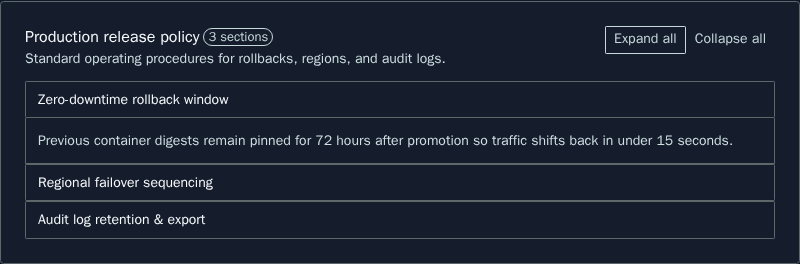 Production release policy 3 sections
Expand all Collapse all
Standard operating procedures for rollbacks, regions, and audit logs.
Zero-downtime rollback window
Previous container digests remain pinned for 72 hours after promotion so traffic shifts back in under 15 seconds.
Regional failover sequencing
Audit log retention & export